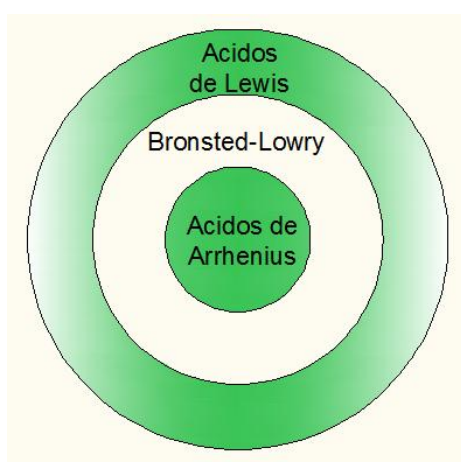 Acidos
de Lewis
Bronsted-Lowry
Acidos de
Arrhenius